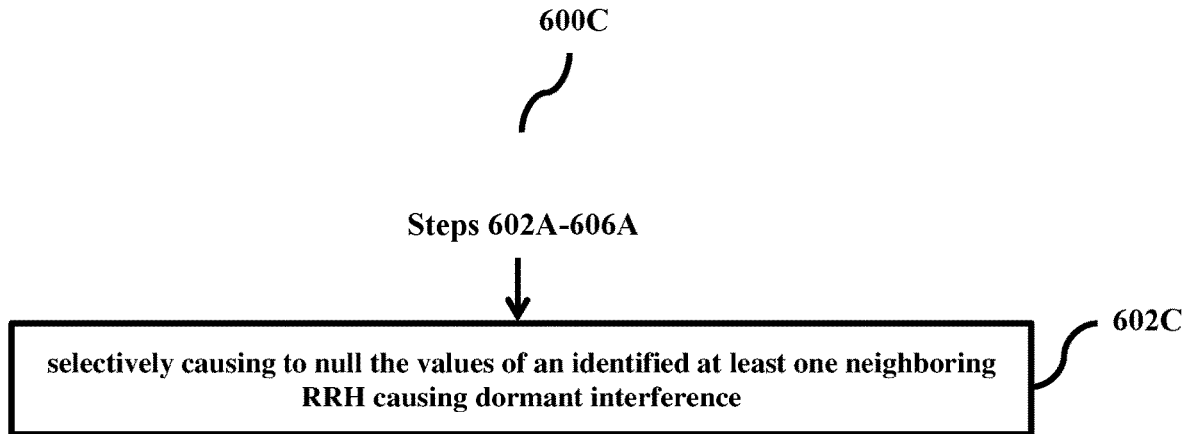 600C
Steps 602A-606A
602C
selectively causing to null the values of an identified at least one neighboring
RRH causing dormant interference